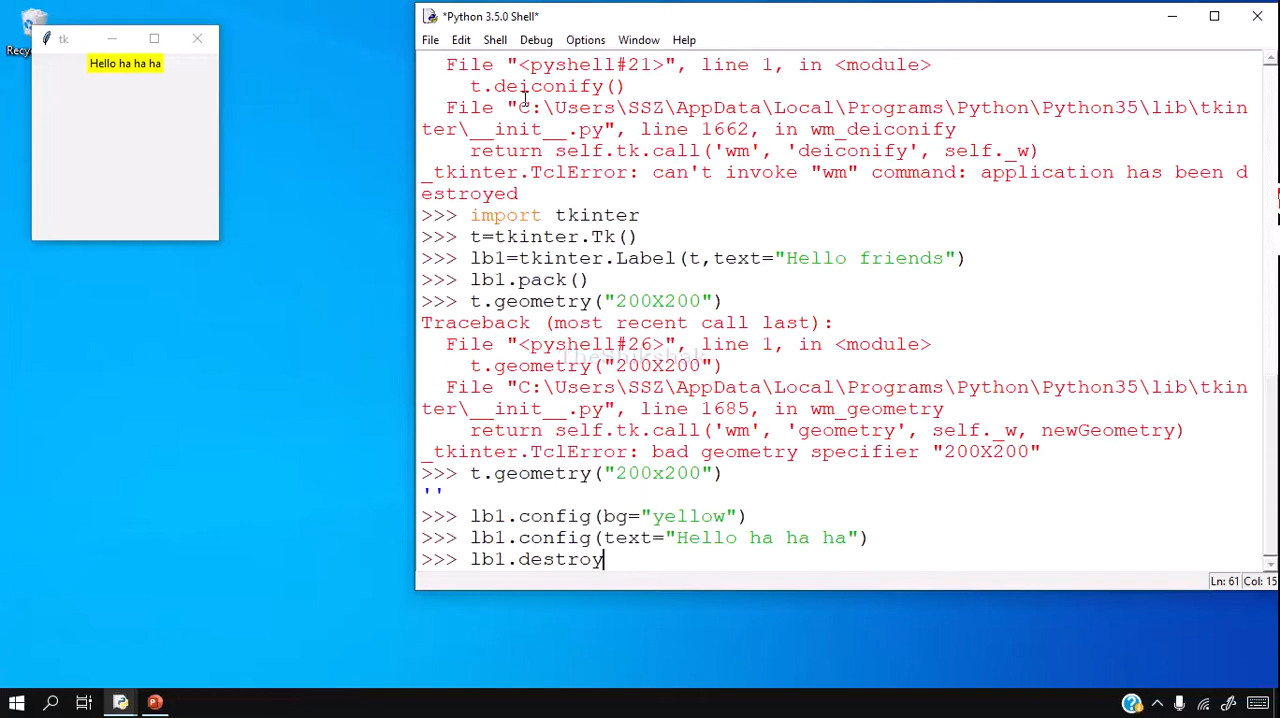 Recyc
tk
Hello ha ha ha
*Python 3.5.0 Shell*
File Edit Shell Debug Options Window Help
File "<pyshell#21>", line 1, in <module>
t.deiconify()
File "C:\Users\SSZ\AppData\Local\Programs\Python\Python35\lib\tkin
ter\__init__.py", line 1662, in wm_deiconify
return self.tk.call('wm', 'deiconify', self._w)
_tkinter.TclError: can't invoke "wm" command: application has been d
estroyed
>>> import tkinter
>>> t=tkinter.Tk()
>>> lb1=tkinter.Label(t,text="Hello friends")
>>> lb1.pack()
>>> t.geometry("200X200")
Traceback (most recent call last):
File "<pyshell#26>", line 1, in <module>
TheShikshak
t.geometry("200X200")
File "C:\Users\SSZ\AppData\Local\Programs\Python\Python35\lib\tkin
ter\__init__.py", line 1685, in wm_geometry
return self.tk.call('wm', 'geometry', self._w, newGeometry)
_tkinter.TclError: bad geometry specifier "200X200"
>>> t.geometry("200x200")
''
>>> lb1.config(bg="yellow")
>>> lb1.config(text="Hello ha ha ha")
>>> lb1.destroy
Ln: 61 Col: 15